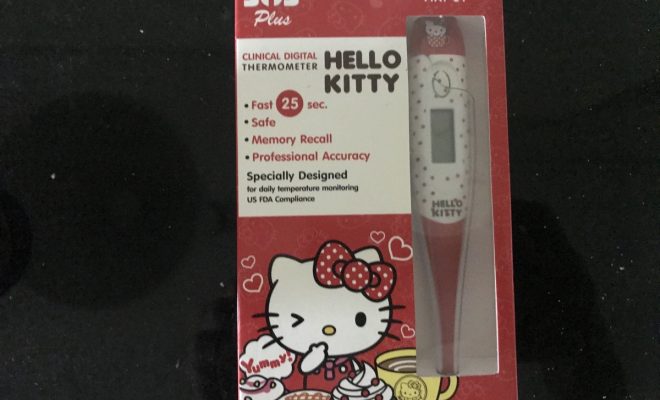 Plus
CLINICAL DIGITAL
THERMOMETER
HELLO
KITTY
• Fast 25 sec.
• Safe
• Memory Recall
• Professional Accuracy
Specially Designed
for daily temperature monitoring
US FDA Compliance
HELLO
KITTY
Yummy!